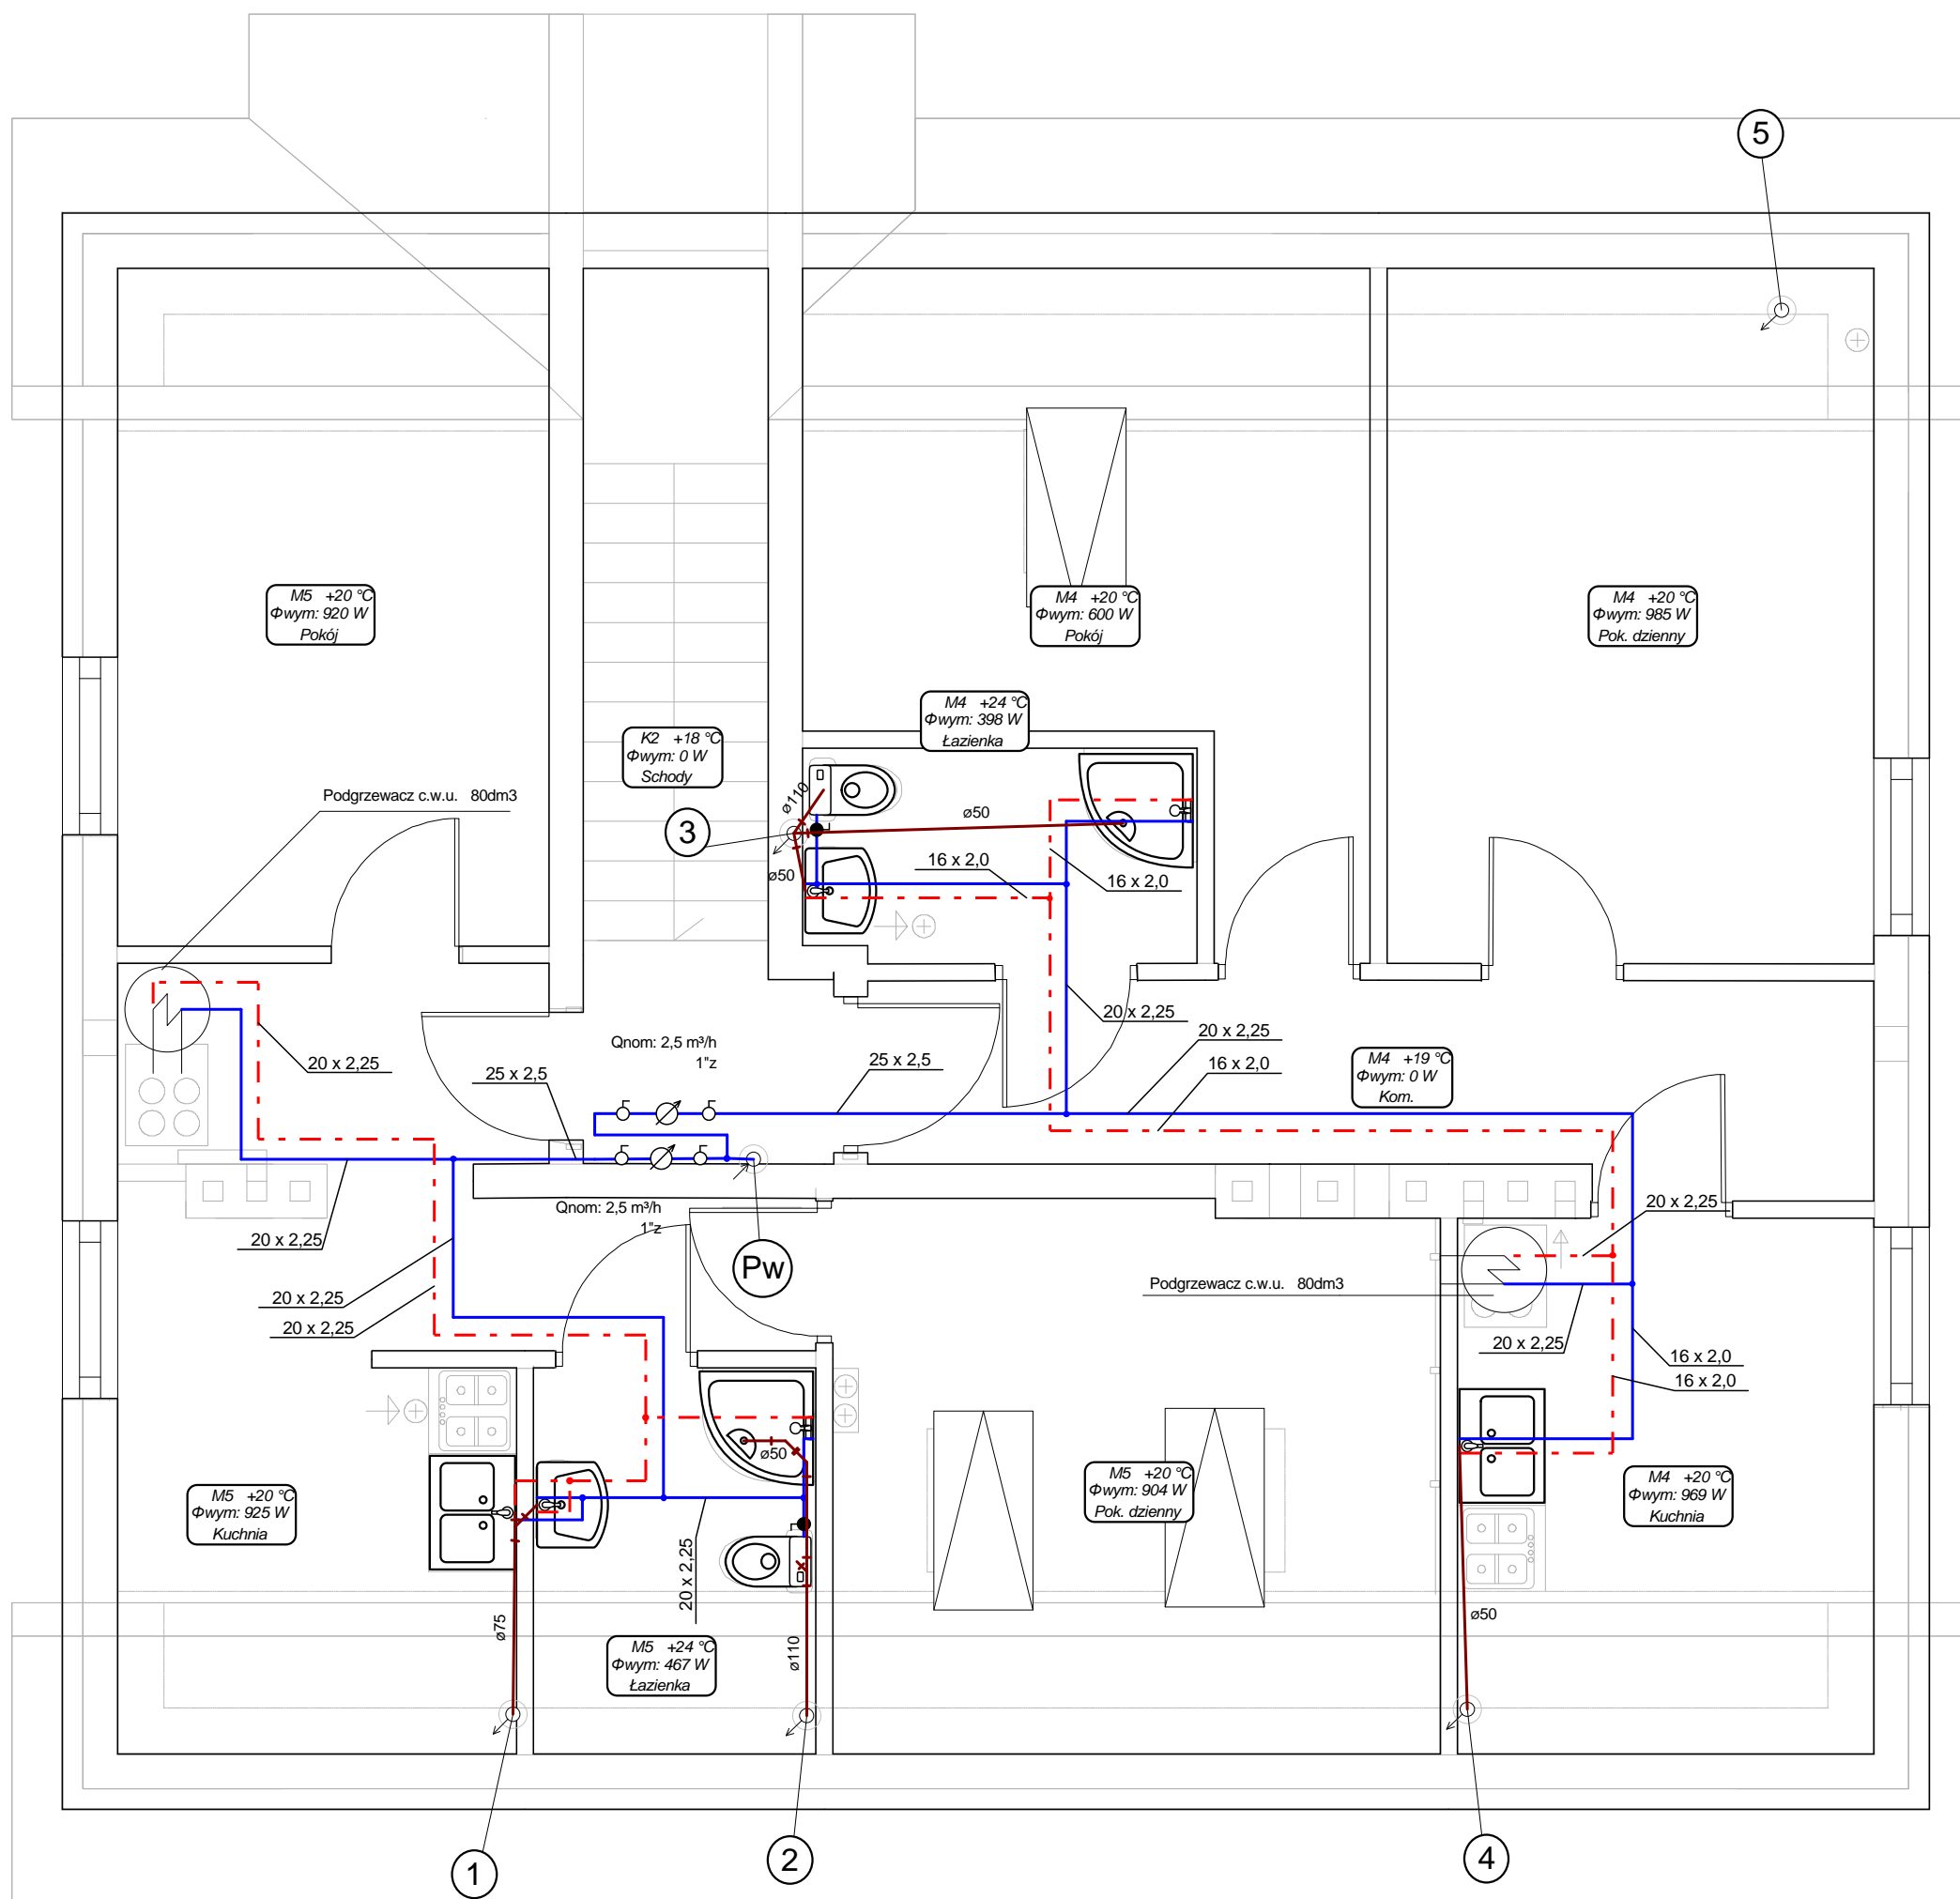 5
M5 +20 °C
Φwym: 920 W
Pokój
M4 +20 °C
Φwym: 600 W
Pokój
M4 +20 °C
Φwym: 985 W
Pok. dzienny
M4 +24 °C
Φwym: 398 W
Łazienka
K2 +18 °C
Φwym: 0 W
Schody
Podgrzewacz c.w.u. 80dm3
ø110
3
ø50
ø50
16 x 2,0
16 x 2,0
20 x 2,25
20 x 2,25
16 x 2,0
M4 +19 °C
Φwym: 0 W
Kom.
Qnom: 2,5 m³/h
1"z
20 x 2,25
25 x 2,5
25 x 2,5
Qnom: 2,5 m³/h
1"z
20 x 2,25
Pw
20 x 2,25
20 x 2,25
20 x 2,25
Podgrzewacz c.w.u. 80dm3
20 x 2,25
16 x 2,0
16 x 2,0
ø50
M5 +20 °C
Φwym: 925 W
Kuchnia
M5 +20 °C
Φwym: 904 W
Pok. dzienny
M4 +20 °C
Φwym: 969 W
Kuchnia
20 x 2,25
ø75
ø110
ø50
M5 +24 °C
Φwym: 467 W
Łazienka
1
2
4